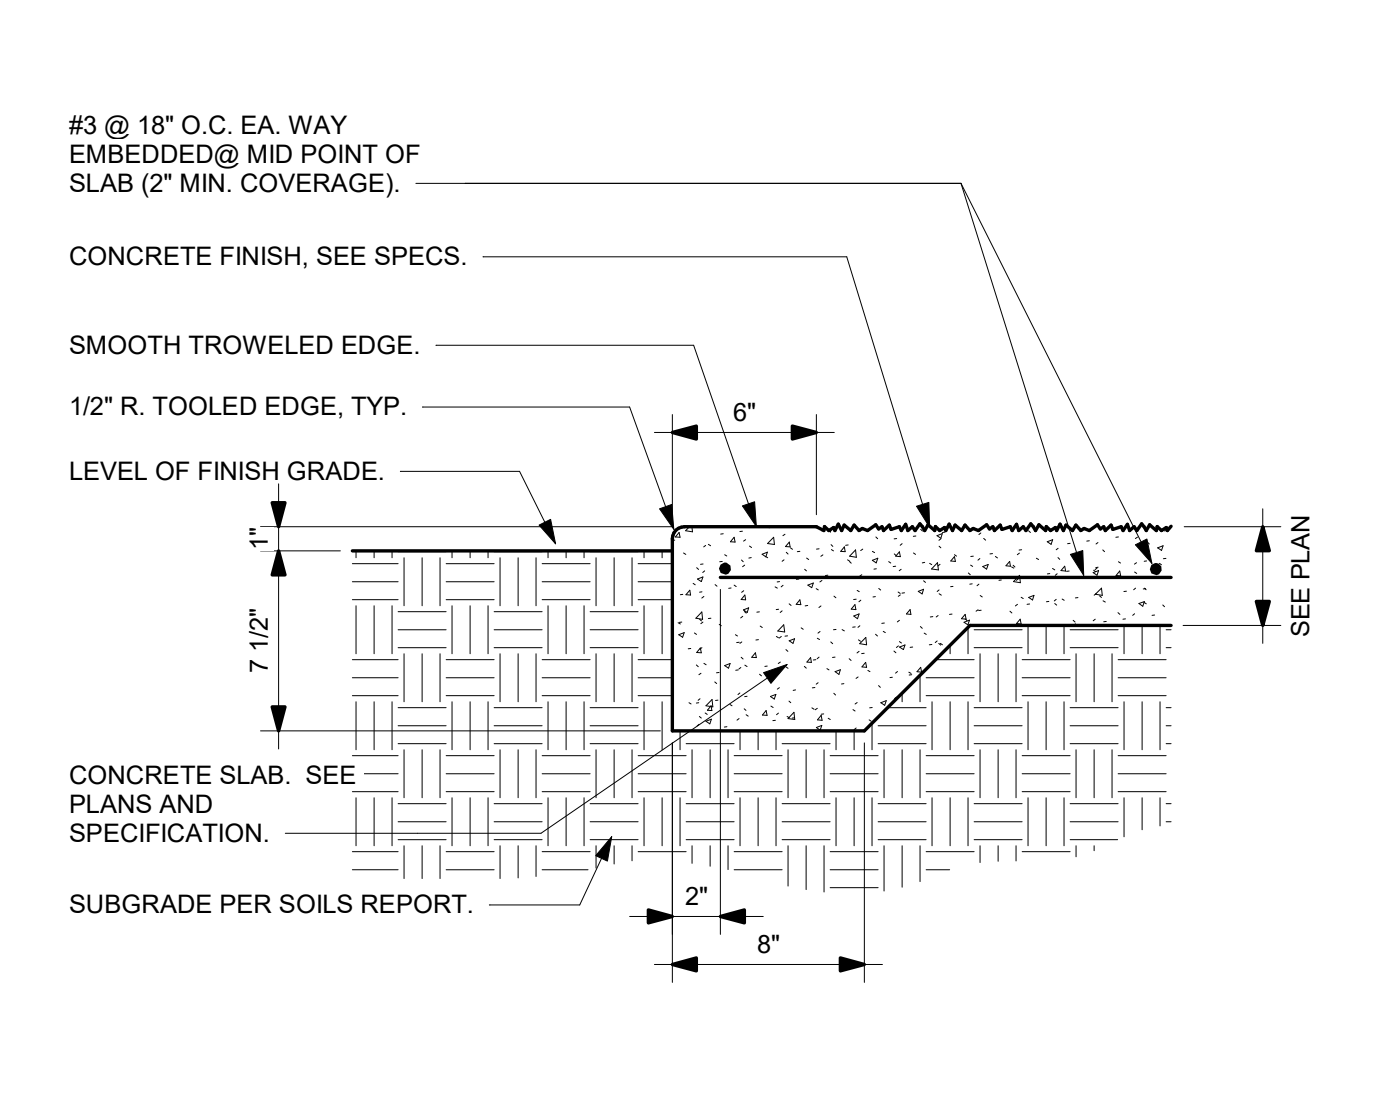 #3 @ 18" O.C. EA. WAY
EMBEDDED@ MID POINT OF
SLAB (2" MIN. COVERAGE).
CONCRETE FINISH, SEE SPECS.
SMOOTH TROWELED EDGE.
1/2" R. TOOLED EDGE, TYP.
6"
LEVEL OF FINISH GRADE.
1"
SEE PLAN
7 1/2"
CONCRETE SLAB.  SEE
PLANS AND
SPECIFICATION.
SUBGRADE PER SOILS REPORT.
2"
8"